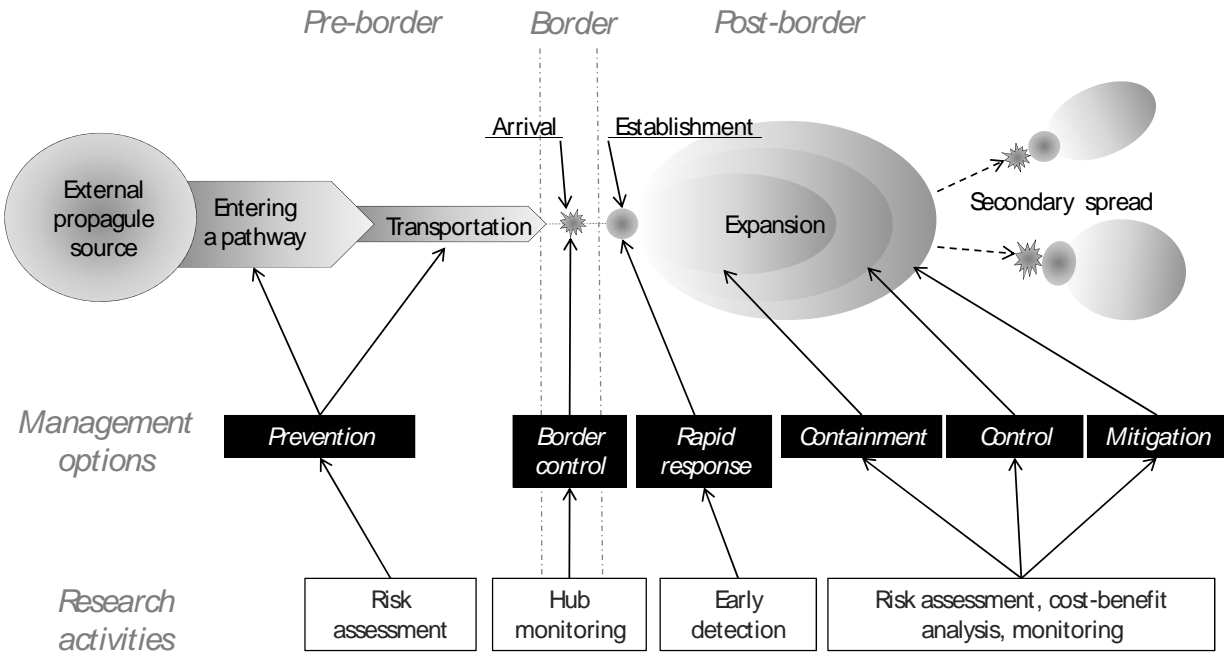 Pre-border
Border
Post-border
Arrival
Establishment
External
propagule
source
Entering
a pathway
Transportation
Expansion
Secondary spread
Management
options
Prevention
Border
control
Rapid
response
Containment
Control
Mitigation
Research
activities
Risk
assessment
Hub
monitoring
Early
detection
Risk assessment, cost-benefit
analysis, monitoring